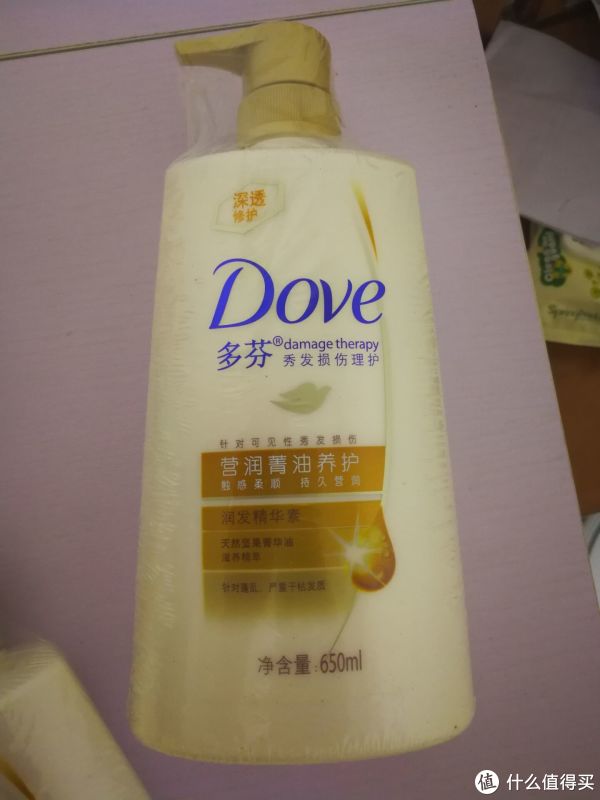 深透
修护
Dove
多芬®damage therapy
秀发损伤理护
针对可见性秀发损伤
营润菁油养护
触感柔顺 持久营润
润发精华素
天然坚果菁华油
滋养精萃
针对蓬乱、严重干枯发质
净含量:650ml
值 什么值得买